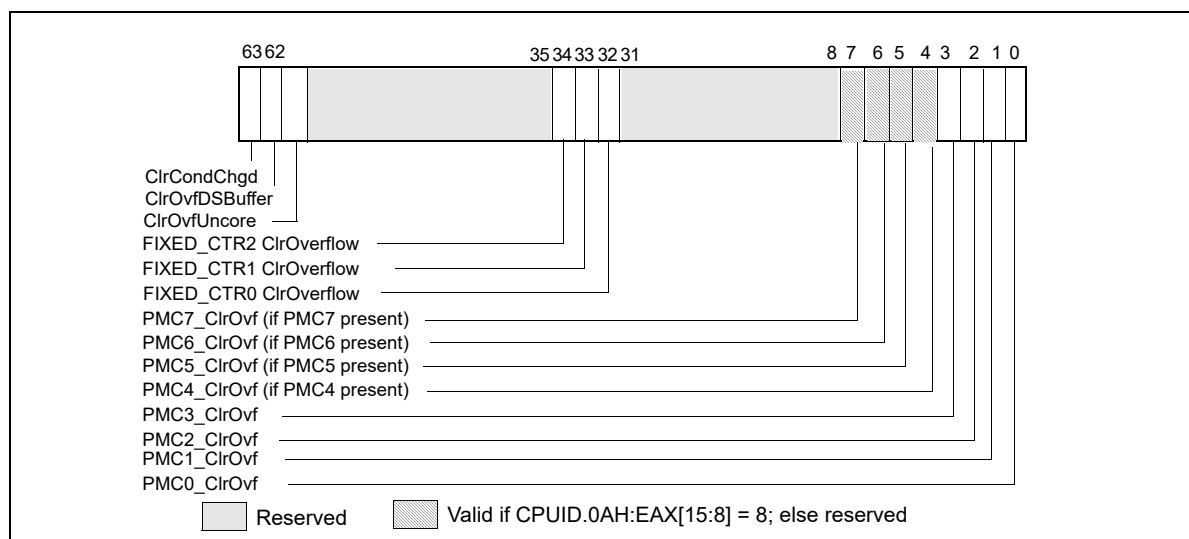 63 62 35 34 33 32 31 8 7 6 5 4 3 2 1 0
ClrCondChgd
ClrOvfDSBuffer
ClrOvfUncore
FIXED_CTR2 ClrOverflow
FIXED_CTR1 ClrOverflow
FIXED_CTR0 ClrOverflow
PMC7_ClrOvf (if PMC7 present)
PMC6_ClrOvf (if PMC6 present)
PMC5_ClrOvf (if PMC5 present)
PMC4_ClrOvf (if PMC4 present)
PMC3_ClrOvf
PMC2_ClrOvf
PMC1_ClrOvf
PMC0_ClrOvf
Reserved Valid if CPUID.0AH:EAX[15:8] = 8; else reserved